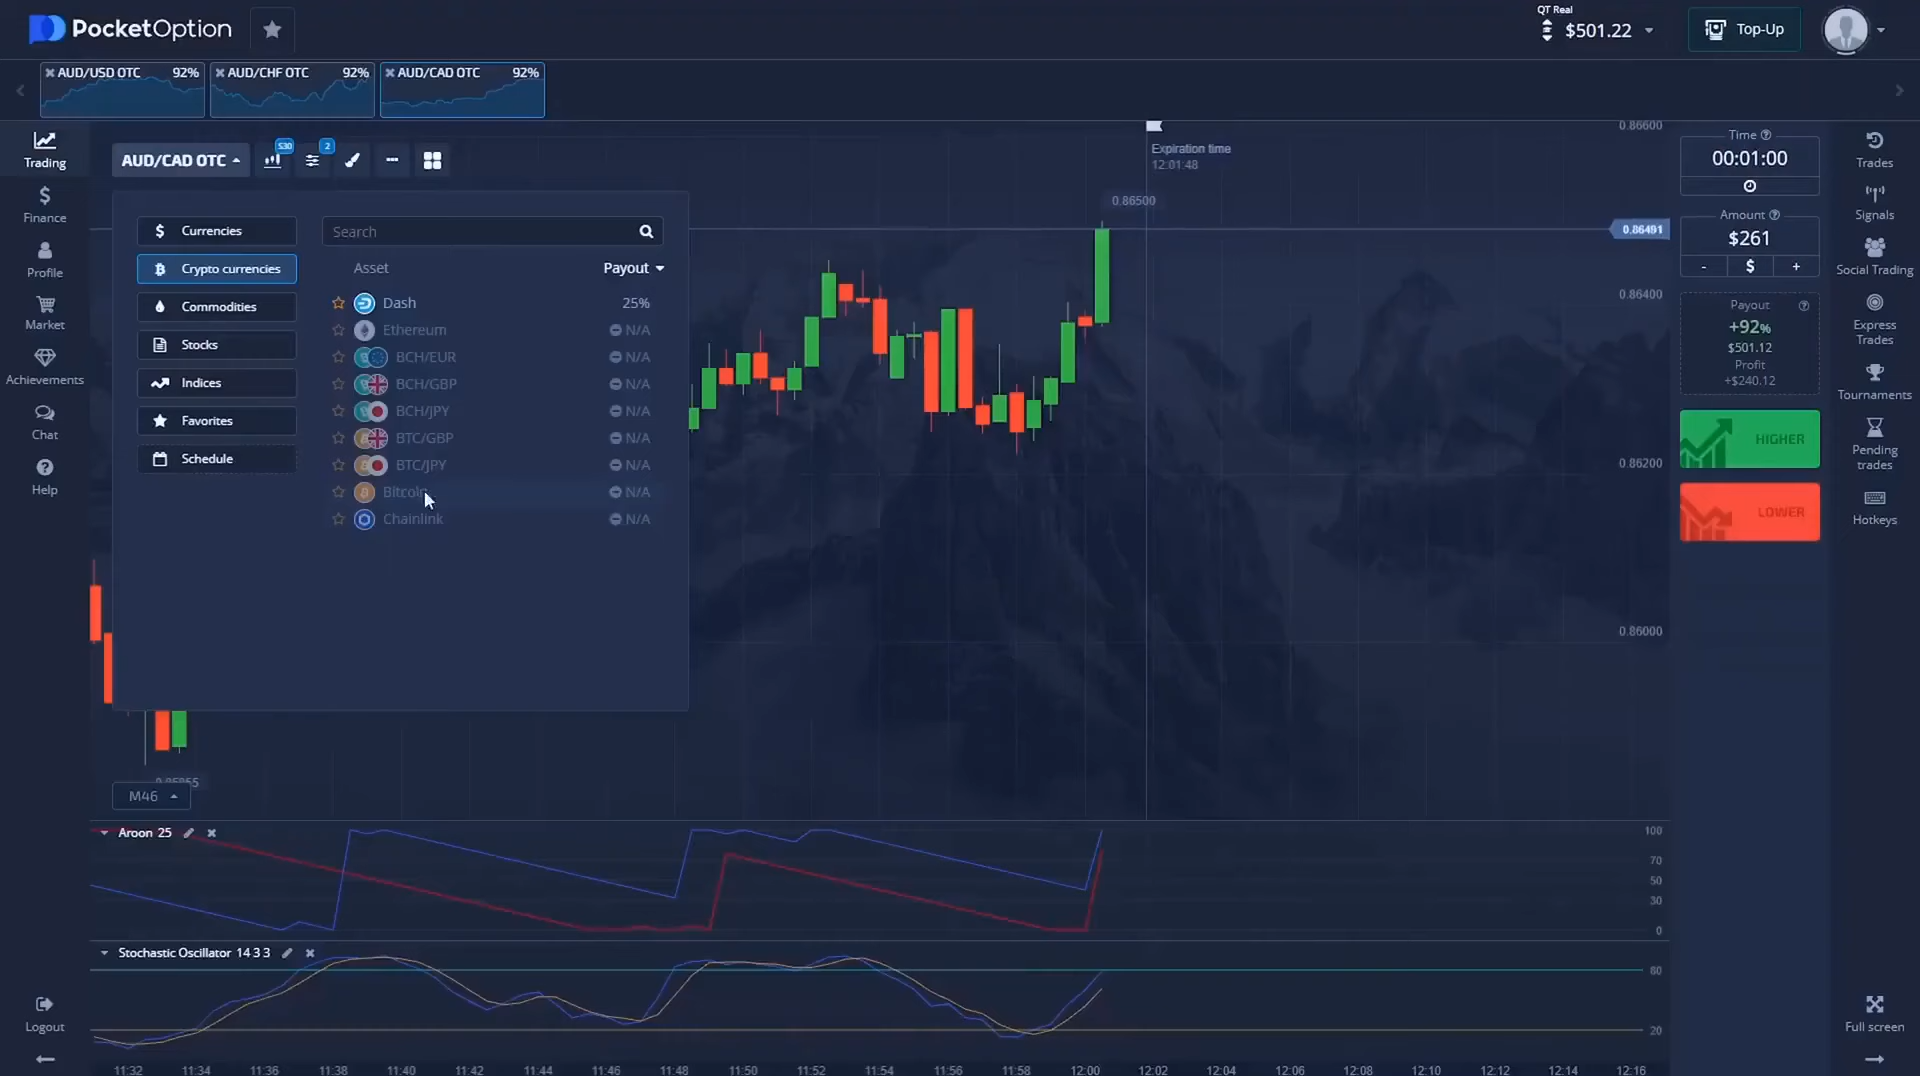 PocketOption
QT Real
$501.22
Top-Up
AUD/USD OTC 92%
AUD/CHF OTC 92%
AUD/CAD OTC 92%
Trading
Finance
Profile
Market
Achievements
Chat
Help
Logout
AUD/CAD OTC
S30
2
Currencies
Crypto currencies
Commodities
Stocks
Indices
Favorites
Schedule
Search
Asset Payout
Dash 25%
Ethereum N/A
BCH/EUR N/A
BCH/GBP N/A
BCH/JPY N/A
BTC/GBP N/A
BTC/JPY N/A
Bitcoin N/A
Chainlink N/A
Expiration time
12:01:48
0.86500
0.86600
0.86491
0.86400
0.86200
0.86000
M46
Aroon 25
100
70
50
30
0
Stochastic Oscillator 14 3 3
80
20
11:32 11:34 11:36 11:38 11:40 11:42 11:44 11:46 11:48 11:50 11:52 11:54 11:56 11:58 12:00 12:02 12:04 12:06 12:08 12:10 12:12 12:14 12:16
Time
00:01:00
Amount
$261
- $ +
Payout
+92%
$501.12
Profit
+$240.12
HIGHER
LOWER
Trades
Signals
Social Trading
Express
Trades
Tournaments
Pending
trades
Hotkeys
Full screen